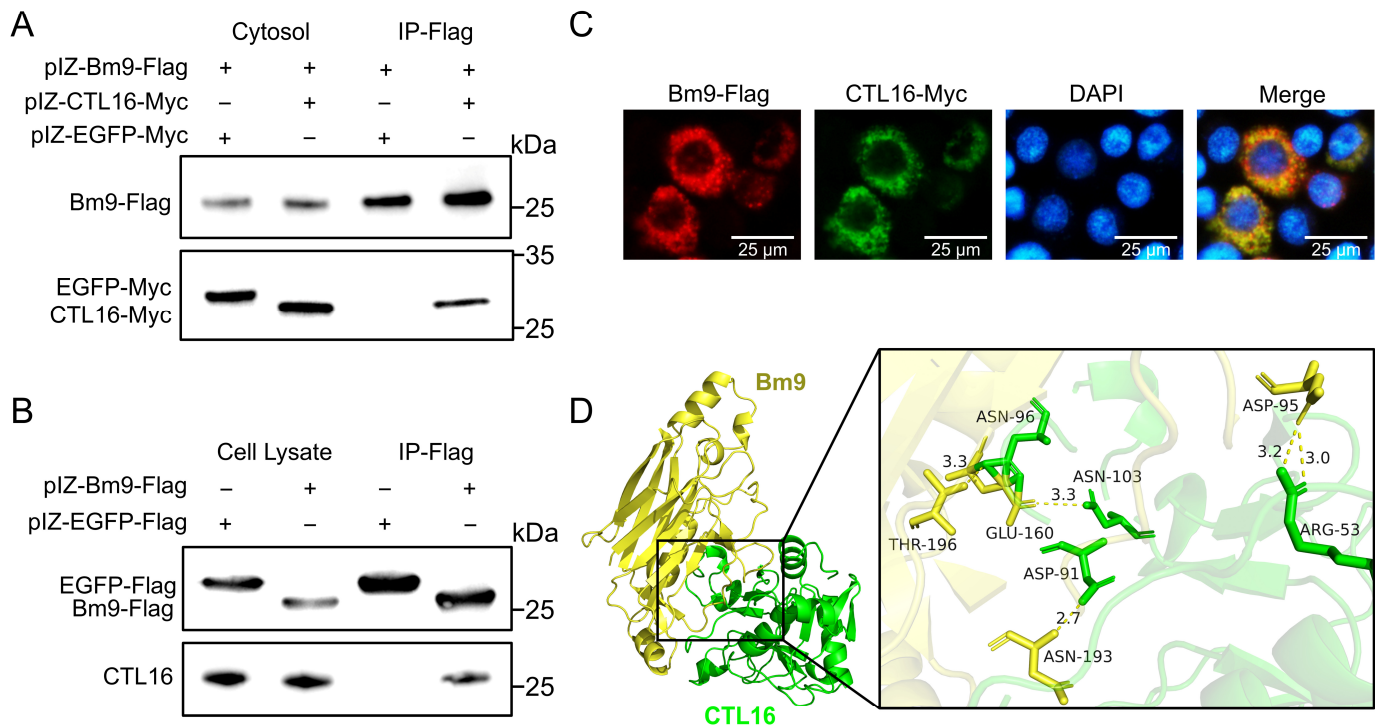 A
Cytosol IP-Flag
pIZ-Bm9-Flag + + + +
pIZ-CTL16-Myc – + – +
pIZ-EGFP-Myc + – + –
kDa
Bm9-Flag
25
35
EGFP-Myc
CTL16-Myc
25
B
Cell Lysate IP-Flag
pIZ-Bm9-Flag – + – +
pIZ-EGFP-Flag + – + –
kDa
EGFP-Flag
Bm9-Flag
25
CTL16
25
C
Bm9-Flag CTL16-Myc DAPI Merge
25 µm 25 µm 25 µm 25 µm
D
Bm9
CTL16
ASN-96
ASP-95
3.3
3.2 3.0
ASN-103
3.3
THR-196
GLU-160
ARG-53
ASP-91
2.7
ASN-193